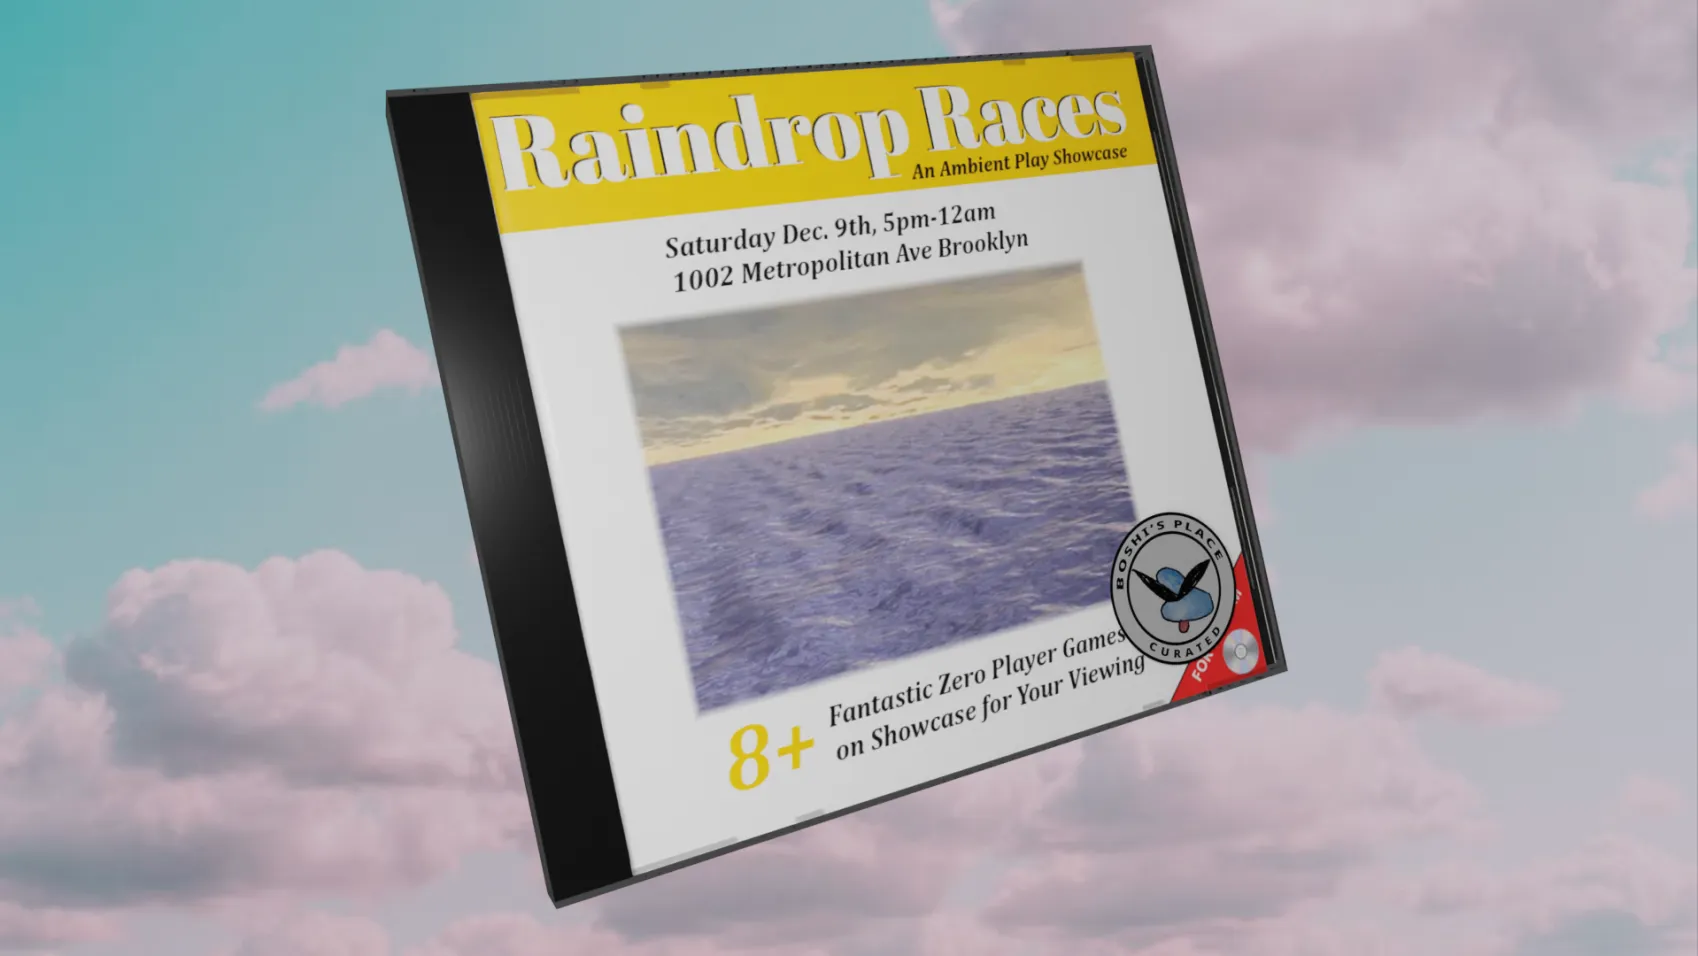 Raindrop Races
An Ambient Play Showcase
Saturday Dec. 9th, 5pm-12am
1002 Metropolitan Ave Brooklyn
BOSHI'S PLACE
CURATED
8+
Fantastic Zero Player Games
on Showcase for Your Viewing